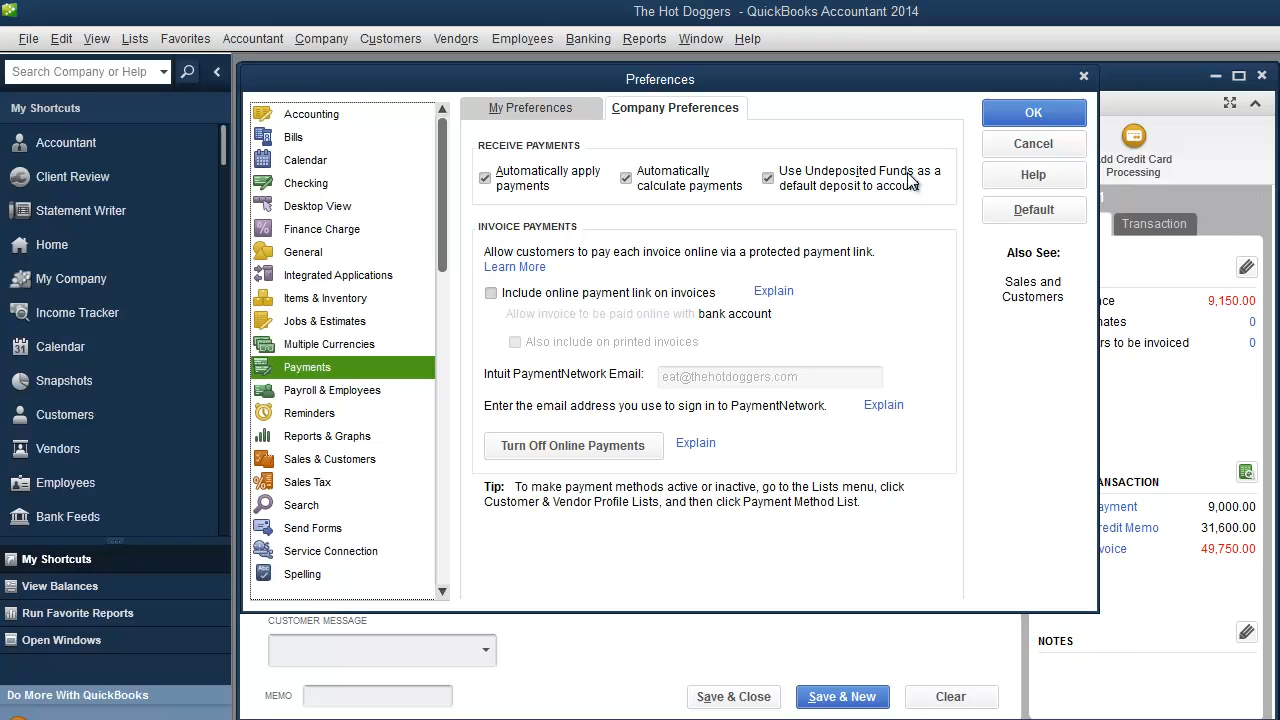 The Hot Doggers - QuickBooks Accountant 2014
File Edit View Lists Favorites Accountant Company Customers Vendors Employees Banking Reports Window Help
Search Company or Help
My Shortcuts
Accountant
Client Review
Statement Writer
Home
My Company
Income Tracker
Calendar
Snapshots
Customers
Vendors
Employees
Bank Feeds
My Shortcuts
View Balances
Run Favorite Reports
Open Windows
Do More With QuickBooks
Preferences
Accounting
Bills
Calendar
Checking
Desktop View
Finance Charge
General
Integrated Applications
Items & Inventory
Jobs & Estimates
Multiple Currencies
Payments
Payroll & Employees
Reminders
Reports & Graphs
Sales & Customers
Sales Tax
Search
Send Forms
Service Connection
Spelling
My Preferences Company Preferences
RECEIVE PAYMENTS
Automatically apply
payments
Automatically
calculate payments
Use Undeposited Funds as a
default deposit to account
INVOICE PAYMENTS
Allow customers to pay each invoice online via a protected payment link.
Learn More
Include online payment link on invoices Explain
Allow invoice to be paid online with bank account
Also include on printed invoices
Intuit PaymentNetwork Email: eat@thehotdoggers.com
Enter the email address you use to sign in to PaymentNetwork. Explain
Turn Off Online Payments Explain
Tip: To make payment methods active or inactive, go to the Lists menu, click
Customer & Vendor Profile Lists, and then click Payment Method List.
OK
Cancel
Help
Default
Also See:
Sales and
Customers
dd Credit Card
Processing
Transaction
nce 9,150.00
mates 0
rs to be invoiced 0
ANSACTION
ayment 9,000.00
redit Memo 31,600.00
voice 49,750.00
NOTES
CUSTOMER MESSAGE
MEMO
Save & Close Save & New Clear